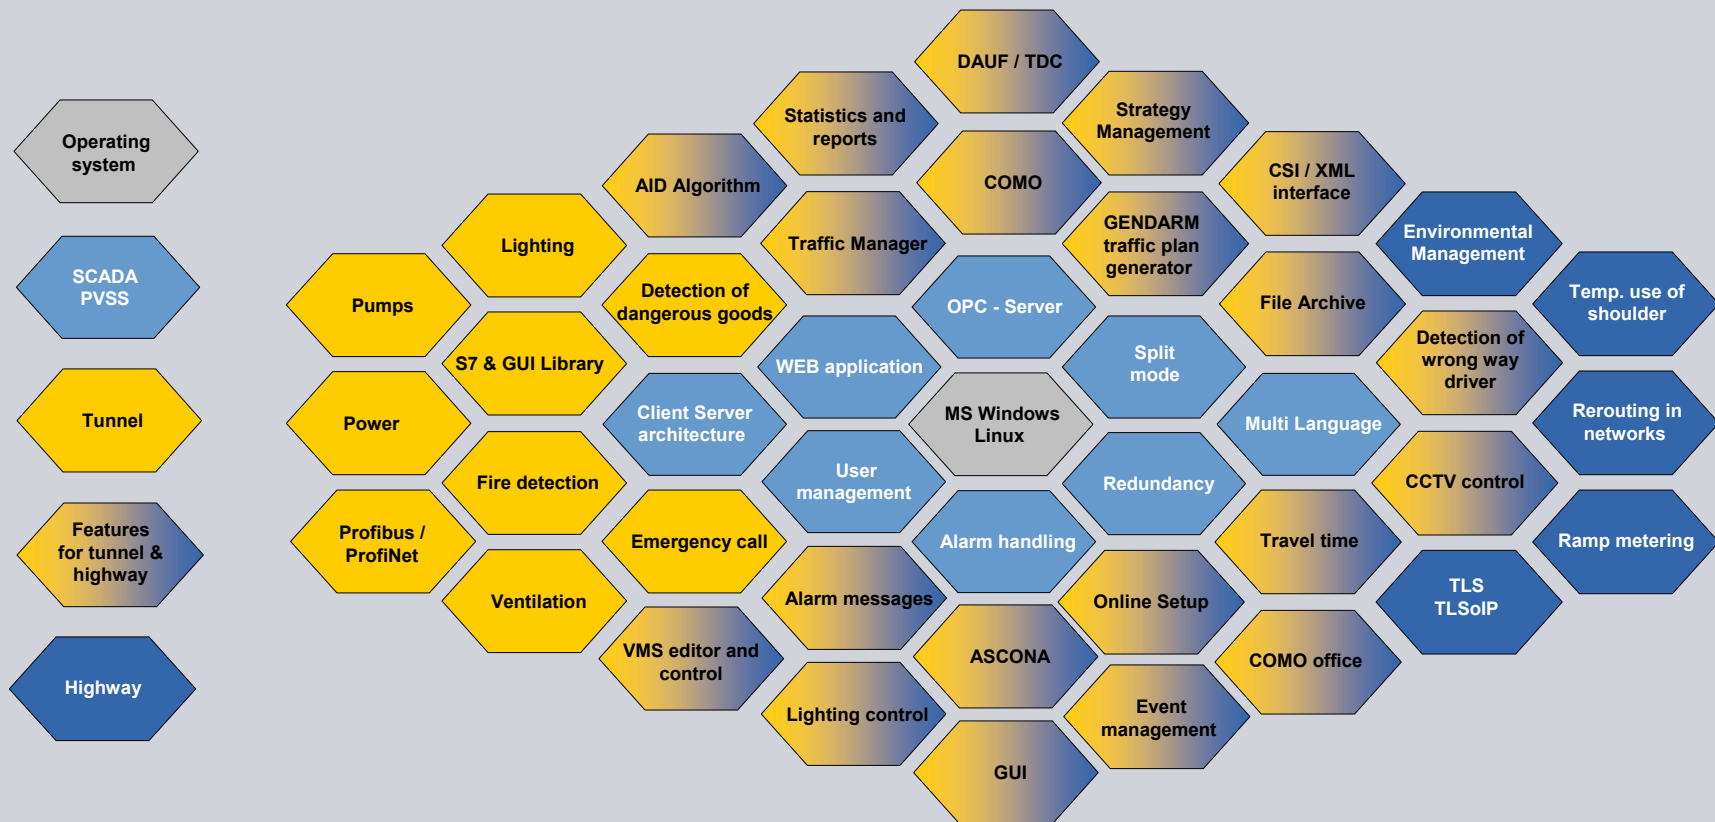 Operating
system
SCADA
PVSS
Tunnel
Features
for tunnel &
highway
Highway
Pumps
Power
Profibus /
ProfiNet
Lighting
S7 & GUI Library
Fire detection
Ventilation
AID Algorithm
Detection of
dangerous goods
Client Server
architecture
Emergency call
VMS editor and
control
Statistics and
reports
Traffic Manager
WEB application
User
management
Alarm messages
Lighting control
DAUF / TDC
COMO
OPC - Server
MS Windows
Linux
Alarm handling
ASCONA
GUI
Strategy
Management
GENDARM
traffic plan
generator
Split
mode
Redundancy
Online Setup
Event
management
CSI / XML
interface
File Archive
Multi Language
Travel time
COMO office
Environmental
Management
Detection of
wrong way
driver
CCTV control
TLS
TLSoIP
Temp. use of
shoulder
Rerouting in
networks
Ramp metering